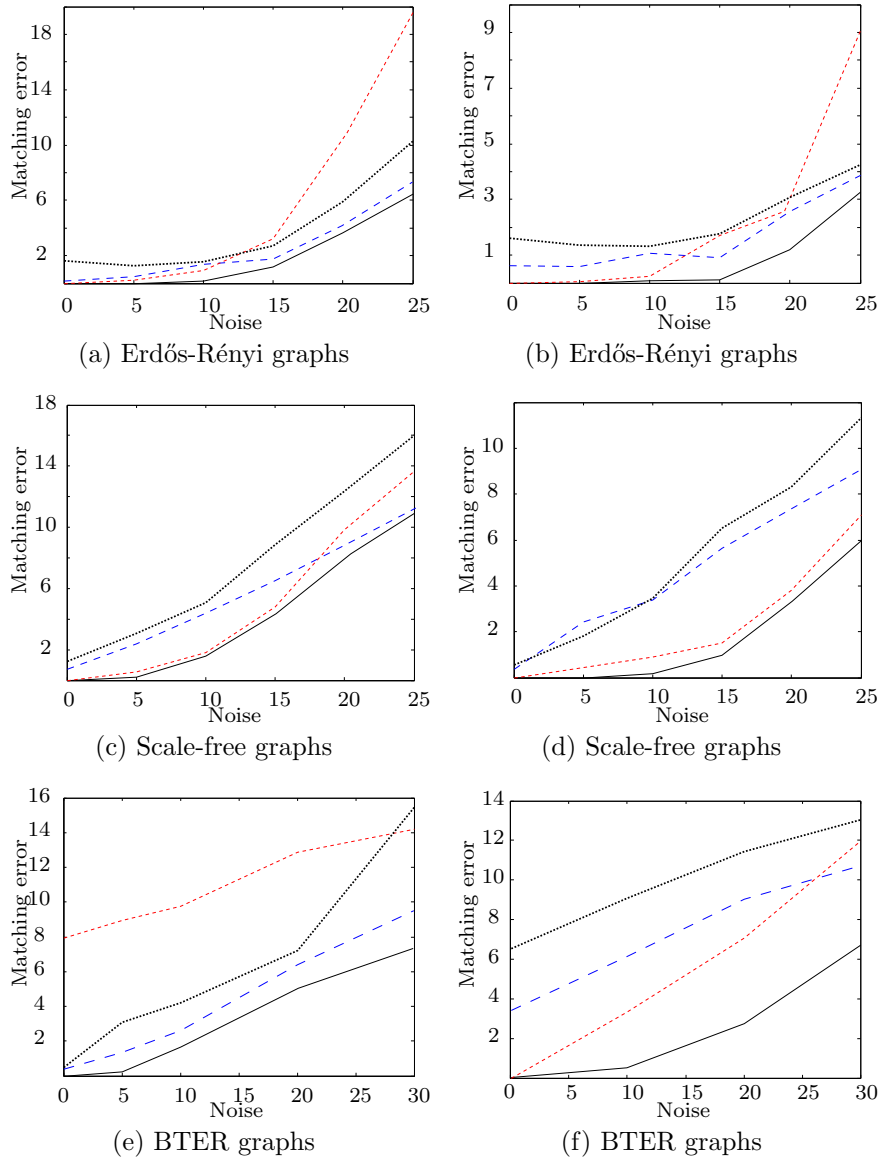 18
14
10
6
2
Matching error
0 5 10 15 20 25
Noise
(a) Erdős-Rényi graphs
9
7
5
3
1
Matching error
0 5 10 15 20 25
Noise
(b) Erdős-Rényi graphs
18
14
10
6
2
Matching error
0 5 10 15 20 25
Noise
(c) Scale-free graphs
10
8
6
4
2
Matching error
0 5 10 15 20 25
Noise
(d) Scale-free graphs
16
14
12
10
8
6
4
2
Matching error
0 5 10 15 20 25 30
Noise
(e) BTER graphs
14
12
10
8
6
4
2
Matching error
0 5 10 15 20 25 30
Noise
(f) BTER graphs